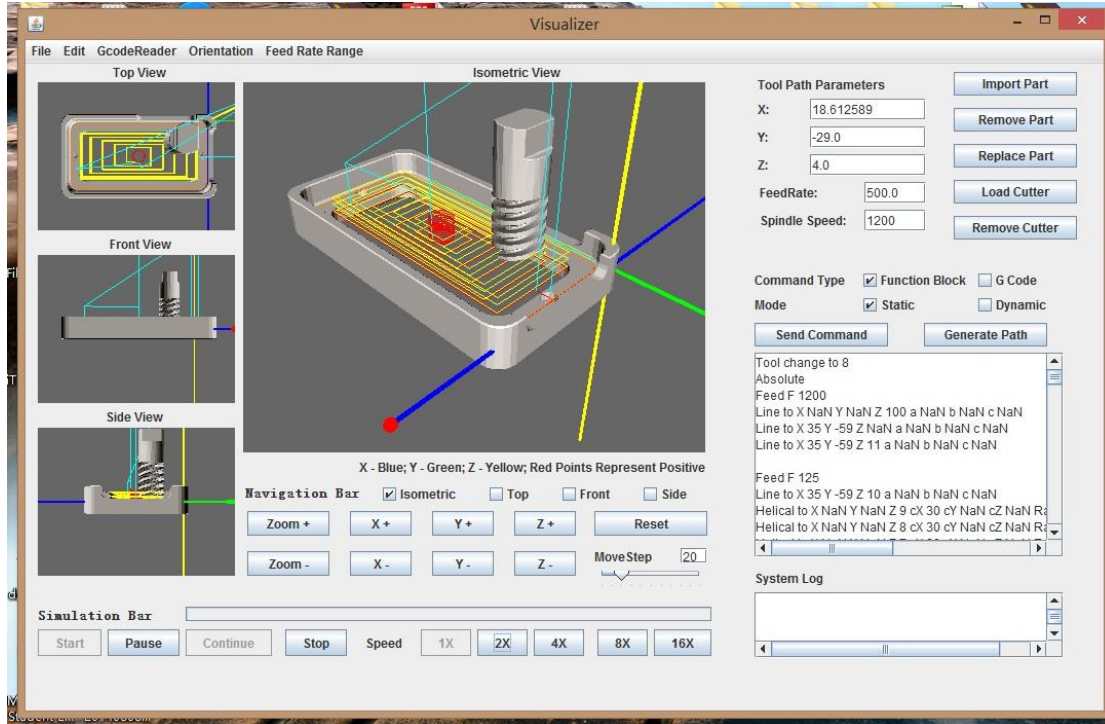 Visualizer
File Edit GcodeReader Orientation Feed Rate Range
Top View
Isometric View
Front View
Side View
X - Blue; Y - Green; Z - Yellow; Red Points Represent Positive
Navigation Bar Isometric Top Front Side
Zoom + X + Y + Z + Reset
Zoom - X - Y - Z - MoveStep 20
Simulation Bar
Start Pause Continue Stop Speed 1X 2X 4X 8X 16X
Tool Path Parameters
X: 18.612589
Y: -29.0
Z: 4.0
FeedRate: 500.0
Spindle Speed: 1200
Import Part
Remove Part
Replace Part
Load Cutter
Remove Cutter
Command Type Function Block G Code
Mode Static Dynamic
Send Command Generate Path
Tool change to 8
Absolute
Feed F 1200
Line to X NaN Y NaN Z 100 a NaN b NaN c NaN
Line to X 35 Y -59 Z NaN a NaN b NaN c NaN
Line to X 35 Y -59 Z 11 a NaN b NaN c NaN
Feed F 125
Line to X 35 Y -59 Z 10 a NaN b NaN c NaN
Helical to X NaN Y NaN Z 9 cX 30 cY NaN cZ NaN
Helical to X NaN Y NaN Z 8 cX 30 cY NaN cZ NaN
System Log